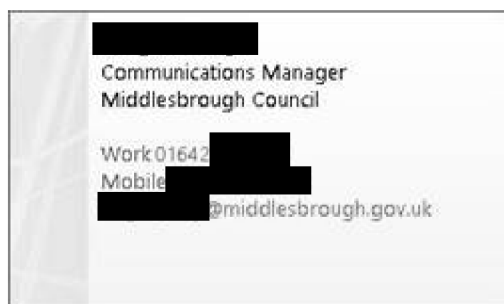 Communications Manager
Middlesbrough Council
Work 01642
Mobile
@middlesbrough.gov.uk